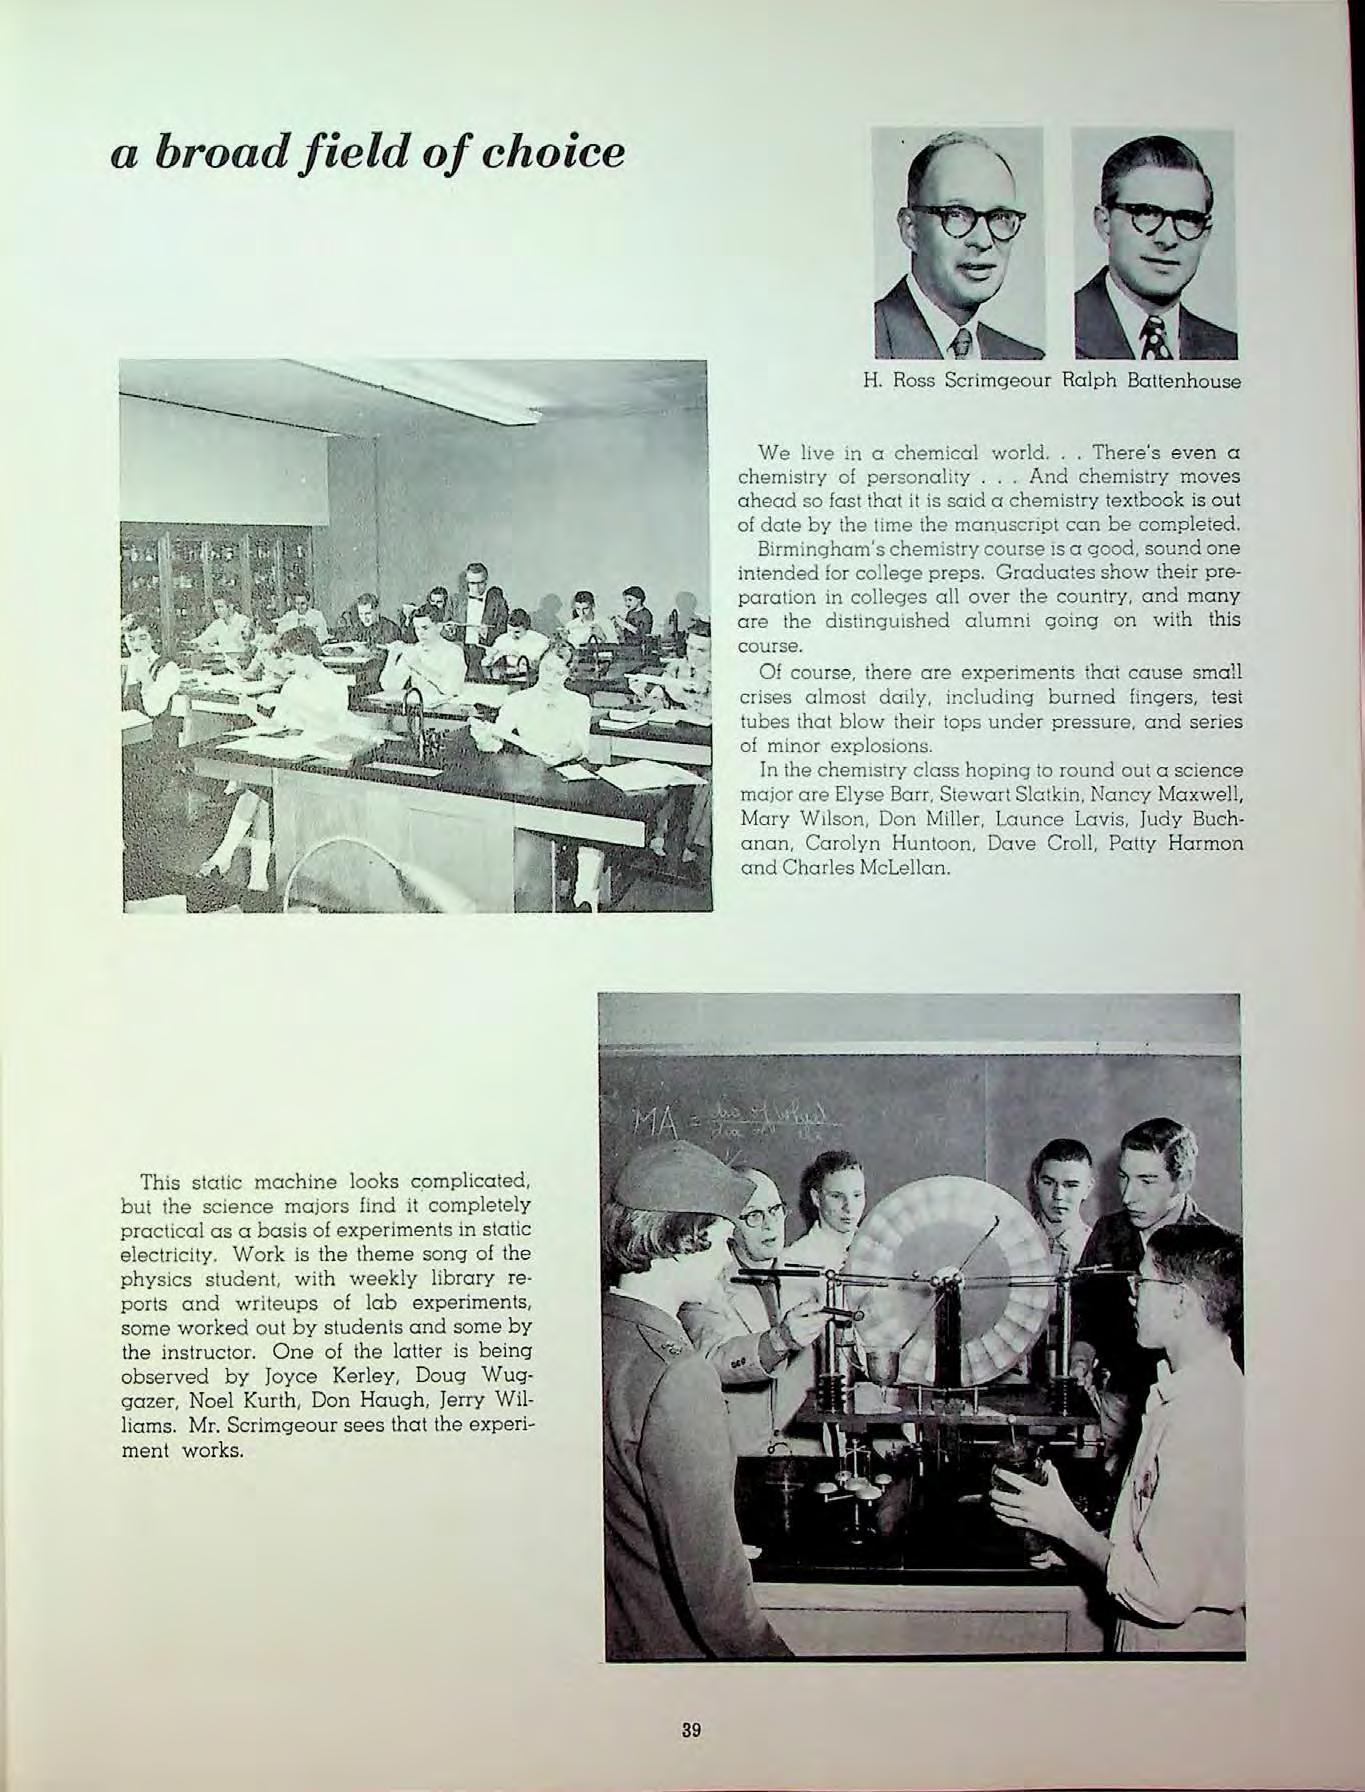 a broad field of choice
H. Ross Scrimgeour Ralph Battenhouse
We live in a chemical world. . . There's even a
chemistry of personality . . . And chemistry moves
ahead so fast that it is said a chemistry textbook is out
of date by the time the manuscript can be completed.
Birmingham's chemistry course is a good, sound one
intended for college preps. Graduates show their pre-
paration in colleges all over the country, and many
are the distinguished alumni going on with this
course.
Of course, there are experiments that cause small
crises almost daily, including burned fingers, test
tubes that blow their tops under pressure, and series
of minor explosions.
In the chemistry class hoping to round out a science
major are Elyse Barr, Stewart Slatkin, Nancy Maxwell,
Mary Wilson, Don Miller, Launce Lavis, Judy Buch-
anan, Carolyn Huntoon, Dave Croll, Patty Harmon
and Charles McLellan.
This static machine looks complicated,
but the science majors find it completely
practical as a basis of experiments in static
electricity. Work is the theme song of the
physics student, with weekly library re-
ports and writeups of lab experiments,
some worked out by students and some by
the instructor. One of the latter is being
observed by Joyce Kerley, Doug Wug-
gazer, Noel Kurth, Don Haugh, Jerry Wil-
liams. Mr. Scrimgeour sees that the experi-
ment works.
MA = dia of wheel
dia
39